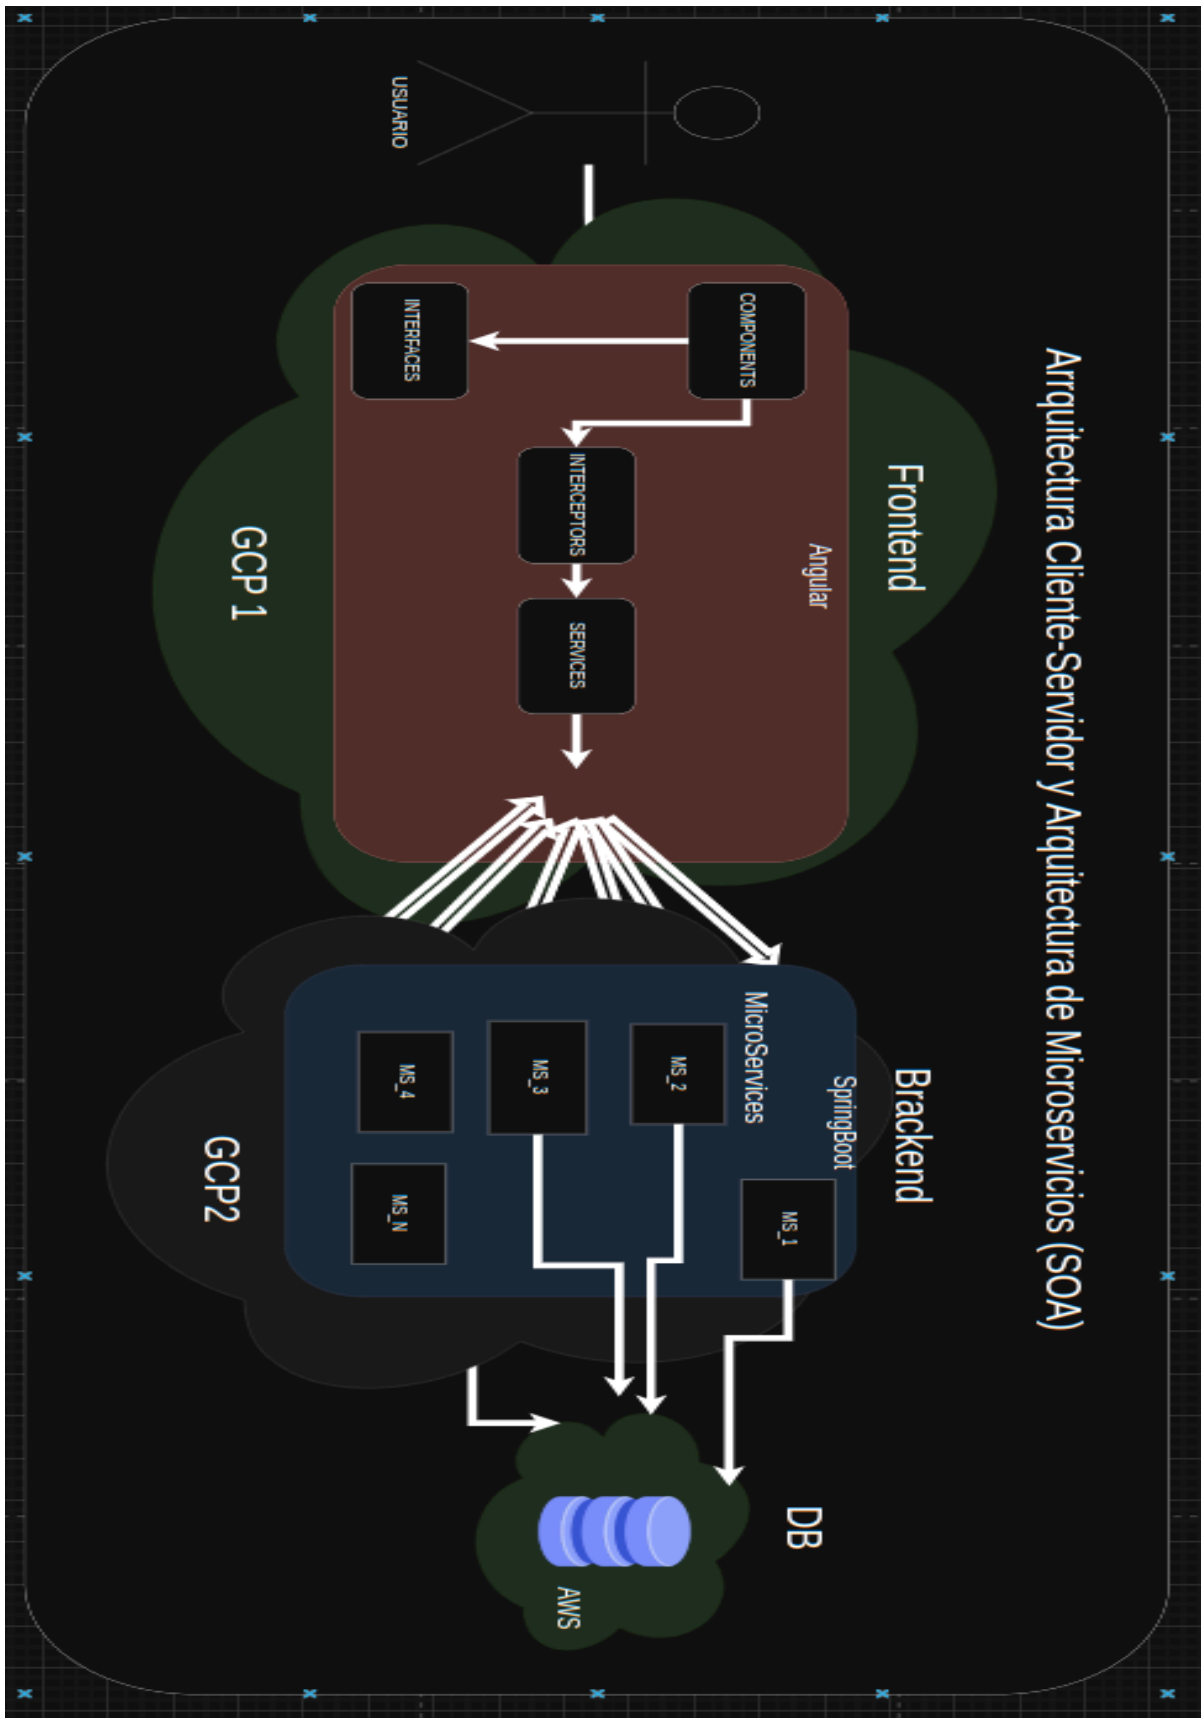 Arrquitectura Cliente-Servidor y Arquitectura de Microservicios (SOA)
USUARIO
Frontend
Angular
COMPONENTS
INTERFACES
INTERCEPTORS
SERVICES
GCP 1
Brackend
SpringBoot
MicroServices
MS_1
MS_2
MS_3
MS_4
MS_N
GCP2
DB
AWS